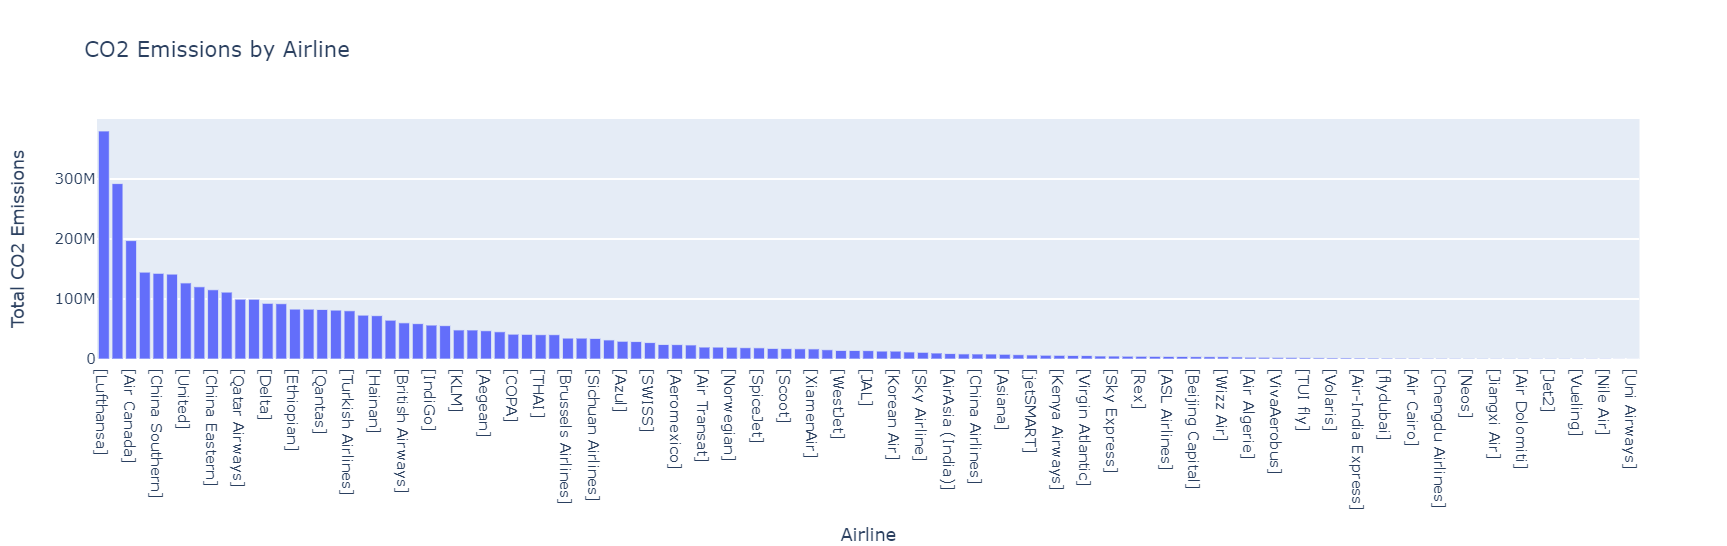 CO2 Emissions by Airline
Total CO2 Emissions
300M
200M
100M
0
[Lufthansa]
[Air Canada]
[China Southern]
[United]
[China Eastern]
[Qatar Airways]
[Delta]
[Ethiopian]
[Qantas]
[Turkish Airlines]
[Hainan]
[British Airways]
[IndiGo]
[KLM]
[Aegean]
[COPA]
[THAI]
[Brussels Airlines]
[Sichuan Airlines]
[Azul]
[SWISS]
[Aeromexico]
[Air Transat]
[Norwegian]
[SpiceJet]
[Scoot]
[XiamenAir]
[WestJet]
[JAL]
[Korean Air]
[Sky Airline]
[AirAsia (India)]
[China Airlines]
[Asiana]
[jetSMART]
[Kenya Airways]
[Virgin Atlantic]
[Sky Express]
[Rex]
[ASL Airlines]
[Beijing Capital]
[Wizz Air]
[Air Algerie]
[VivaAerobus]
[TUI fly]
[Volaris]
[Air-India Express]
[flydubai]
[Air Cairo]
[Chengdu Airlines]
[Neos]
[Jiangxi Air]
[Air Dolomiti]
[Jet2]
[Vueling]
[Nile Air]
[Uni Airways]
Airline